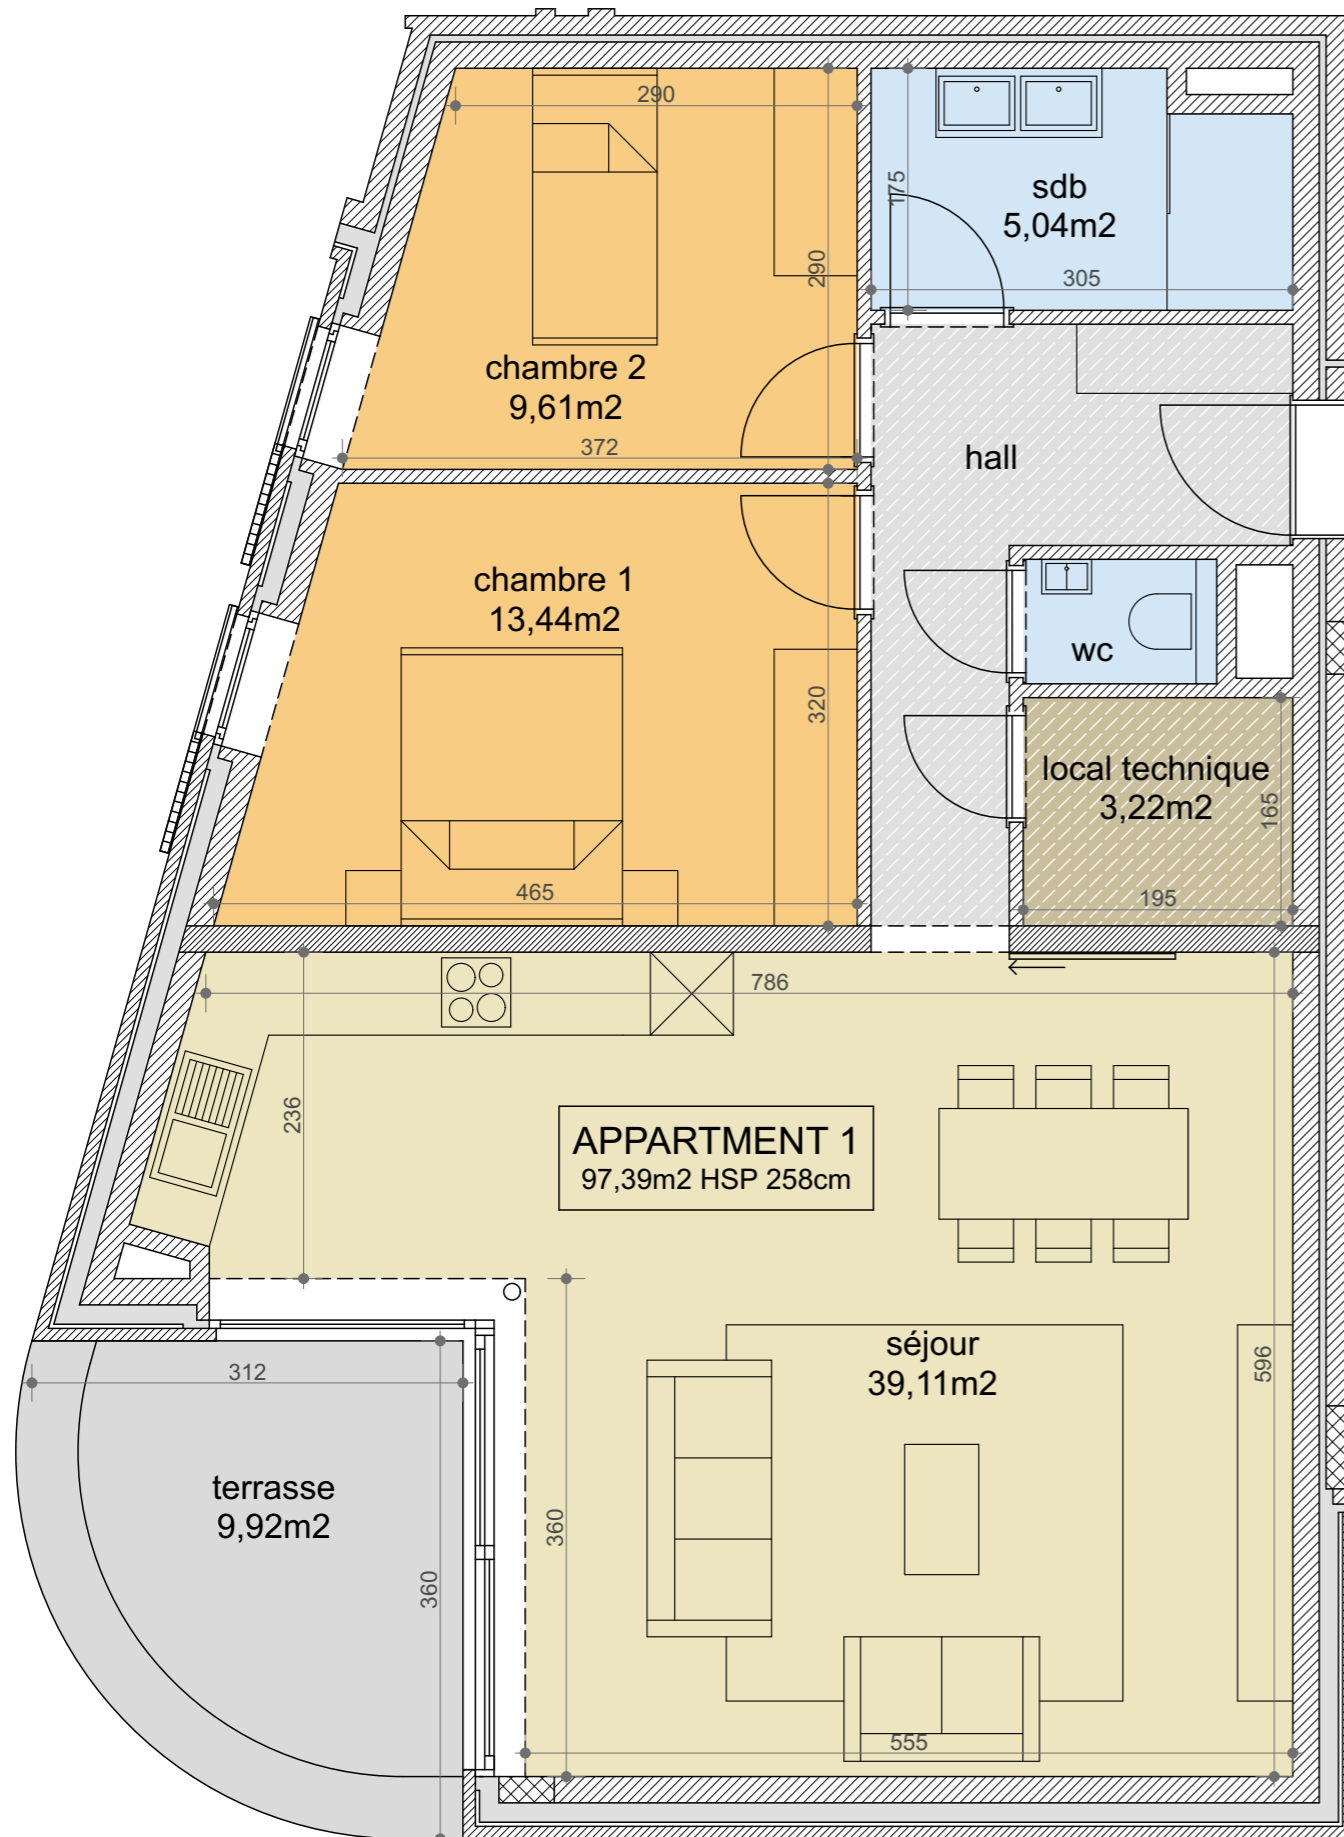 290
175
sdb
5,04m2
290
305
chambre 2
9,61m2
372
hall
chambre 1
13,44m2
wc
320
local technique
3,22m2
165
465
195
786
236
APPARTMENT 1
97,39m2 HSP 258cm
séjour
39,11m2
596
312
terrasse
9,92m2
360
360
555